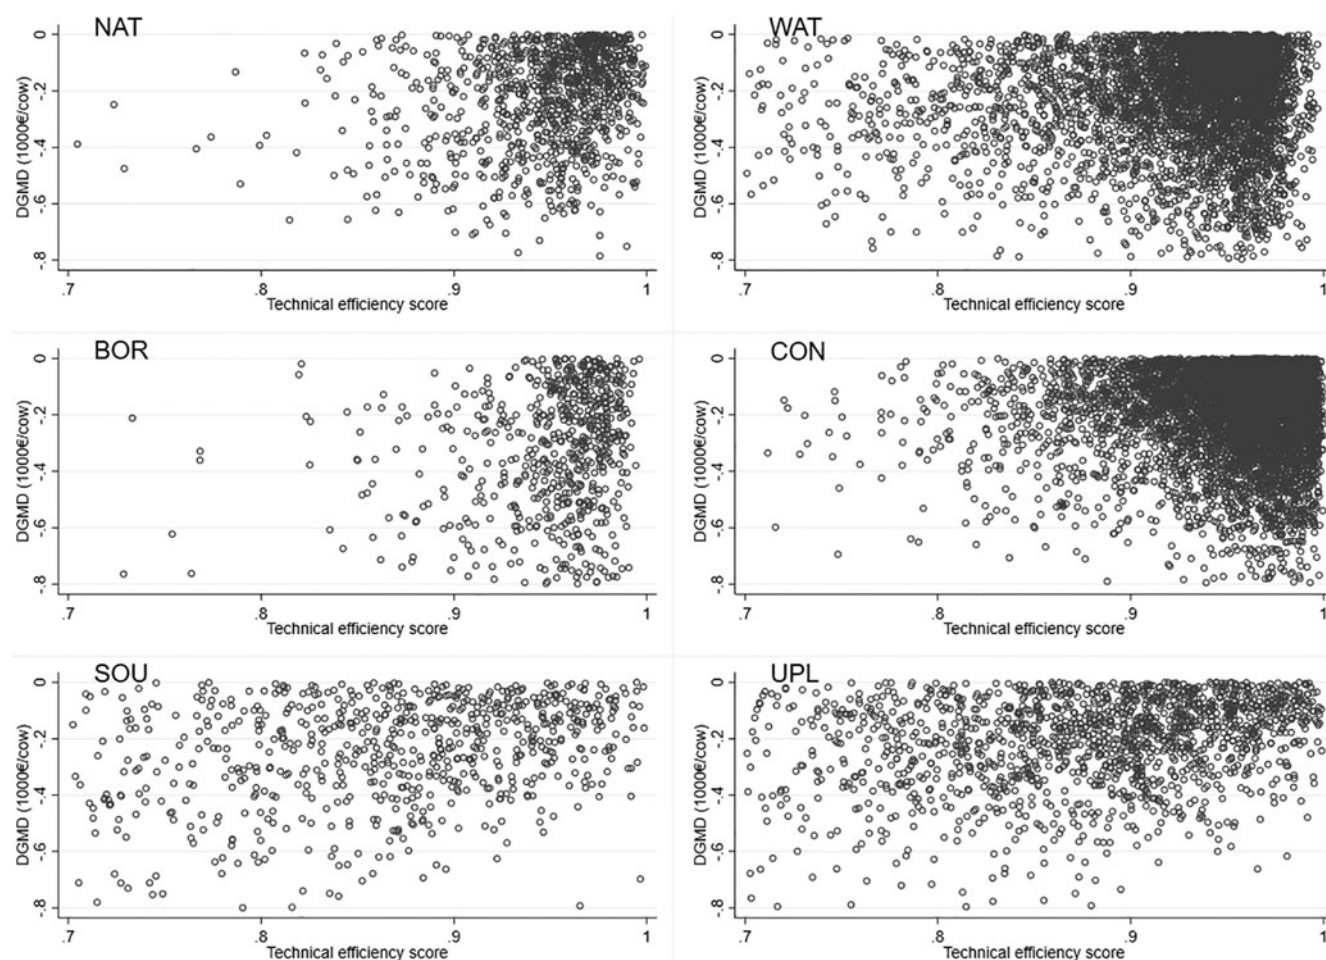 NAT
DGMD (1000€/cow)
0
-.2
-.4
-.6
-.8
.7 .8 .9 1
Technical efficiency score
WAT
DGMD (1000€/cow)
0
-.2
-.4
-.6
-.8
.7 .8 .9 1
Technical efficiency score
BOR
DGMD (1000€/cow)
0
-.2
-.4
-.6
-.8
.7 .8 .9 1
Technical efficiency score
CON
DGMD (1000€/cow)
0
-.2
-.4
-.6
-.8
.7 .8 .9 1
Technical efficiency score
SOU
DGMD (1000€/cow)
0
-.2
-.4
-.6
-.8
.7 .8 .9 1
Technical efficiency score
UPL
DGMD (1000€/cow)
0
-.2
-.4
-.6
-.8
.7 .8 .9 1
Technical efficiency score